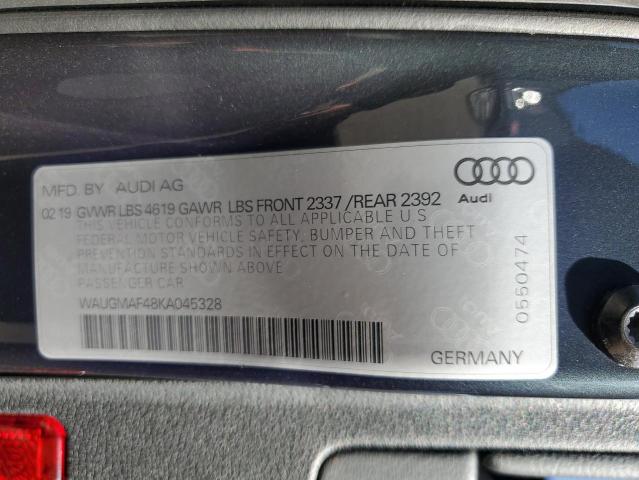 MFD. BY AUDI AG
02 19 GVWR LBS 4619 GAWR LBS FRONT 2337 /REAR 2392
THIS VEHICLE CONFORMS TO ALL APPLICABLE U S
FEDERAL MOTOR VEHICLE SAFETY, BUMPER AND THEFT
PREVENTION STANDARDS IN EFFECT ON THE DATE OF
MANUFACTURE SHOWN ABOVE
PASSENGER CAR
WAUGMAF48KA045328
Audi
0550474
GERMANY